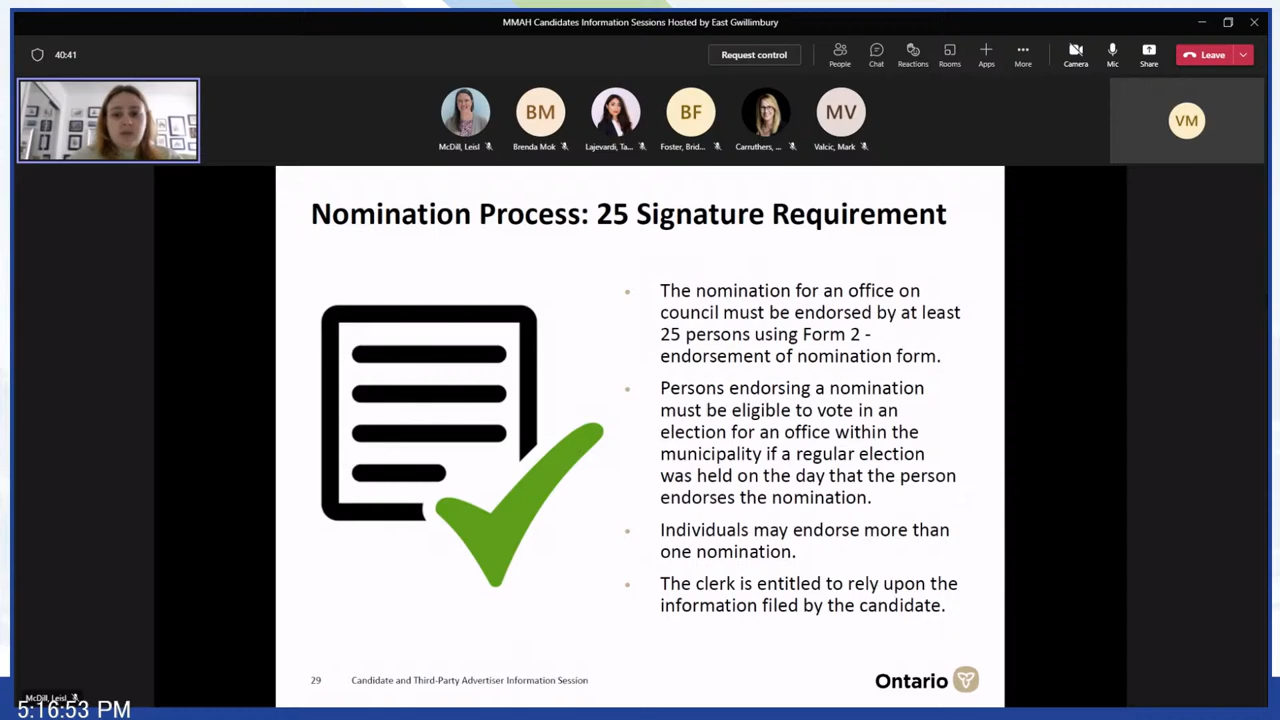 MMAH Candidates Information Sessions Hosted by East Gwillimbury
40:41
Request control
People
Chat
Reactions
Rooms
Apps
More
Camera
Mic
Share
Leave
BM
BF
MV
VM
McDill, Leisl
Brenda Mok
Lajevardi, Ta...
Foster, Brid...
Carruthers, ...
Valcic, Mark
Nomination Process: 25 Signature Requirement
• The nomination for an office on
council must be endorsed by at least
25 persons using Form 2 -
endorsement of nomination form.
• Persons endorsing a nomination
must be eligible to vote in an
election for an office within the
municipality if a regular election
was held on the day that the person
endorses the nomination.
• Individuals may endorse more than
one nomination.
• The clerk is entitled to rely upon the
information filed by the candidate.
29
Candidate and Third-Party Advertiser Information Session
Ontario
McDill, Leisl
5:16:53 PM